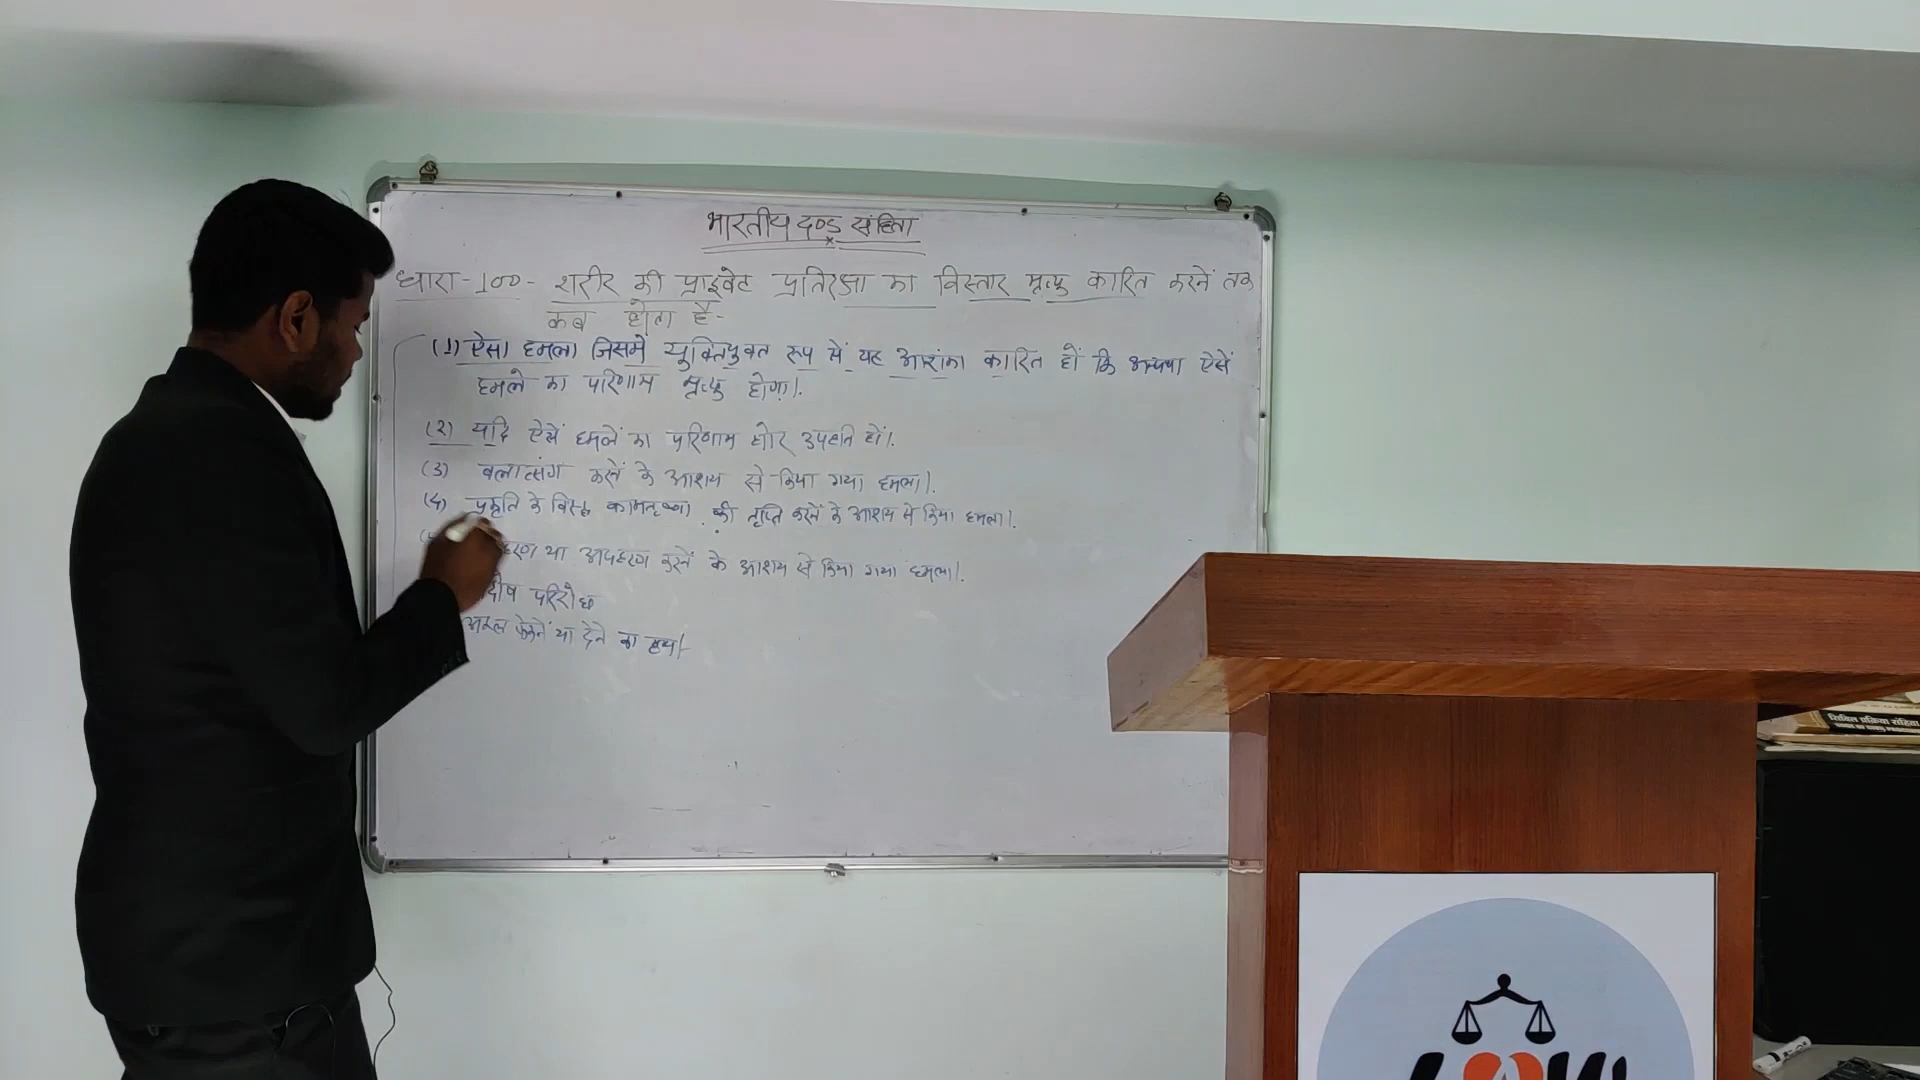 भारतीय दण्ड संहिता
धारा-100- शरीर की प्राइवेट प्रतिरक्षा का विस्तार मृत्यु कारित करनें तक
कब होता है-
(1) ऐसा हमला जिसमें युक्तियुक्त रूप सें यह आशंका कारित हों कि अन्यथा ऐसें
हमले का परिणाम मृत्यु होगा।
(2) यदि ऐसें हमलें का परिणाम घोर उपहति हों।
(3) बलात्संग करनें के आशय से किया गया हमला।
(4) प्रकृति के विरुद्ध कामतृष्णा की तृप्ति करनें के आशय से किया हमला।
या अपहरण करनें के आशय से किया गया हमला।
परिरोध
अम्ल फेकनें या देने का
सिविल प्रक्रिया संहिता